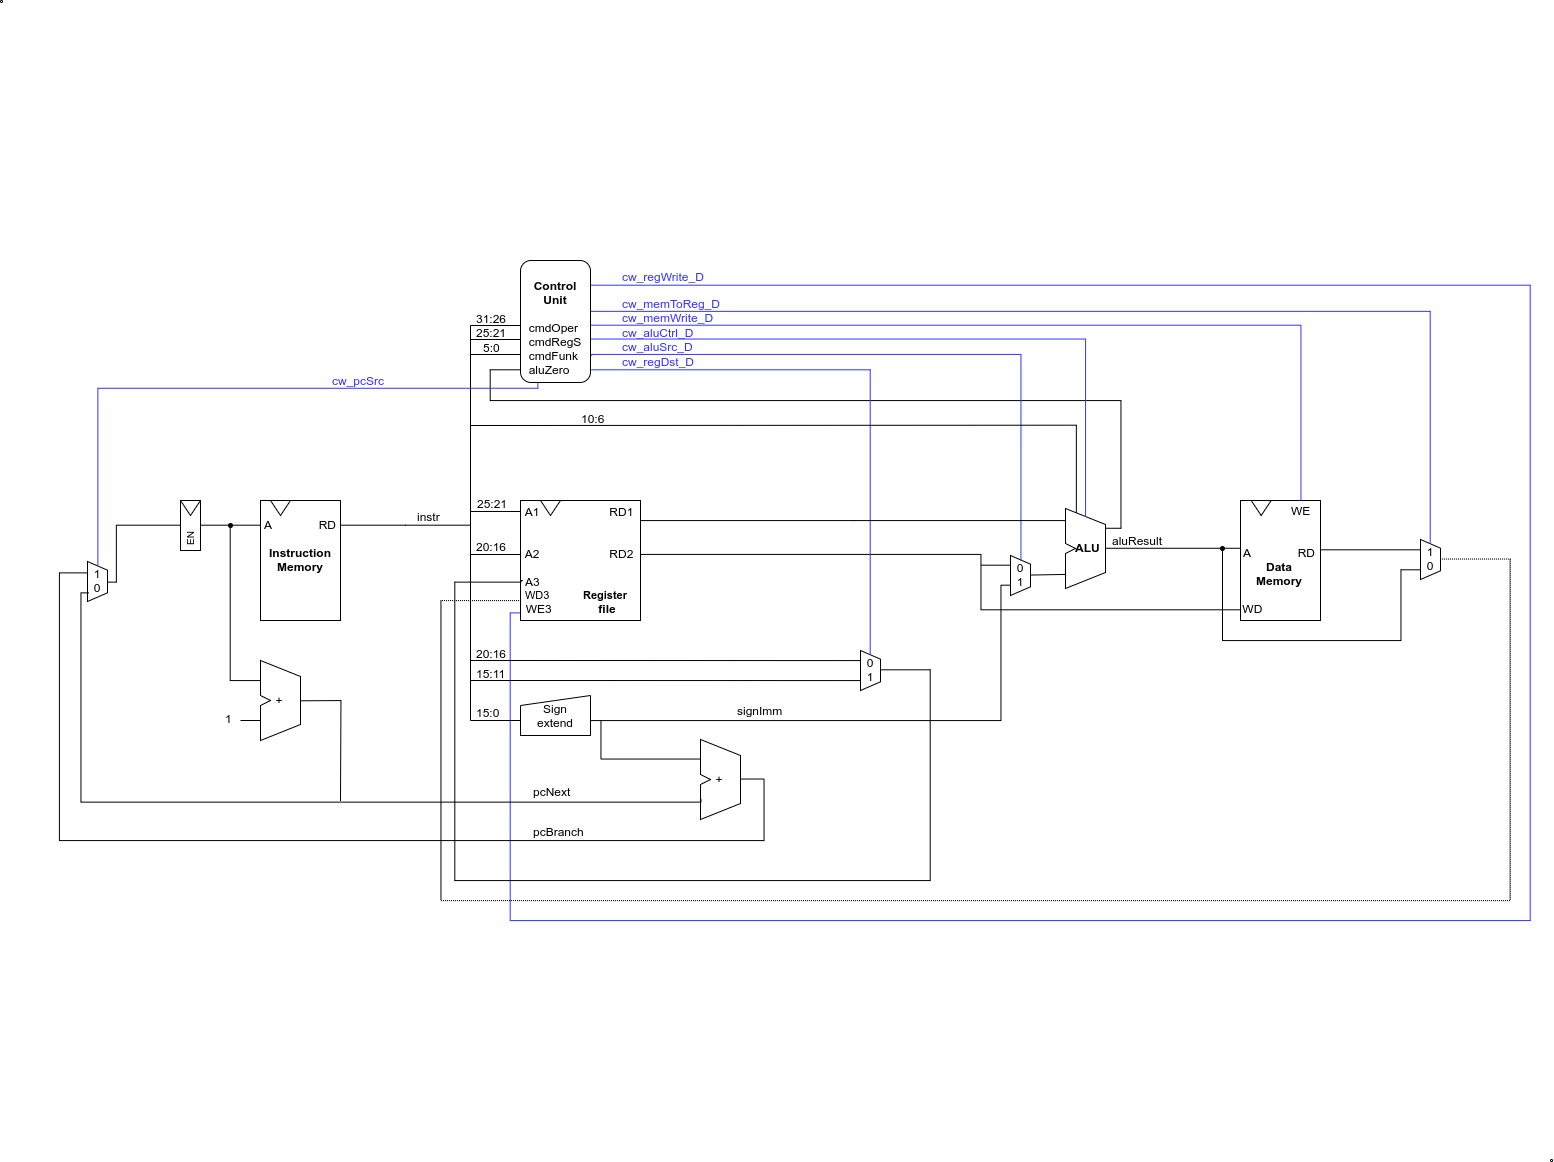 cw_regWrite_D
Control
Unit
cw_memToReg_D
31:26
cw_memWrite_D
cmdOper
25:21
cw_aluCtrl_D
cmdRegS
5:0
cw_aluSrc_D
cmdFunk
cw_regDst_D
aluZero
cw_pcSrc
10:6
25:21
A1
RD1
WE
instr
A
RD
EN
Instruction
Memory
20:16
A2
RD2
ALU
aluResult
A
RD
Data
Memory
1
0
1
0
0
1
A3
WD3
WE3
Register
file
WD
20:16
15:11
0
1
+
1
15:0
Sign
extend
signImm
+
pcNext
pcBranch